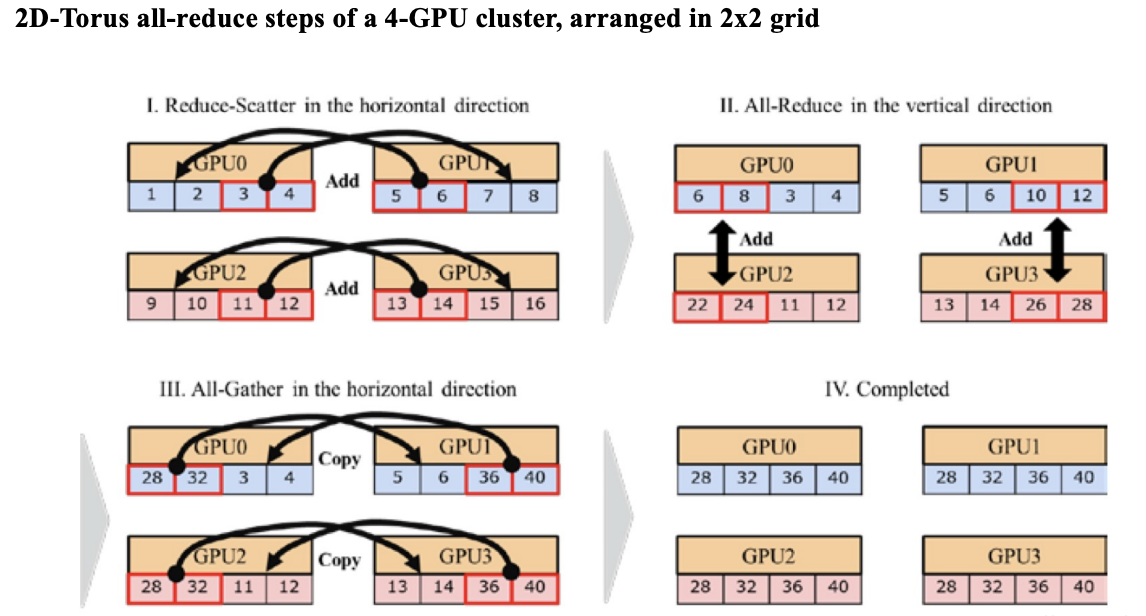 2D-Torus all-reduce steps of a 4-GPU cluster, arranged in 2x2 grid
I. Reduce-Scatter in the horizontal direction
GPU0
GPU1
1 2 3 4
Add
5 6 7 8
GPU2
GPU3
9 10 11 12
Add
13 14 15 16
II. All-Reduce in the vertical direction
GPU0
GPU1
6 8 3 4
5 6 10 12
Add
Add
GPU2
GPU3
22 24 11 12
13 14 26 28
III. All-Gather in the horizontal direction
GPU0
GPU1
28 32 3 4
Copy
5 6 36 40
GPU2
GPU3
28 32 11 12
Copy
13 14 36 40
IV. Completed
GPU0
GPU1
28 32 36 40
28 32 36 40
GPU2
GPU3
28 32 36 40
28 32 36 40